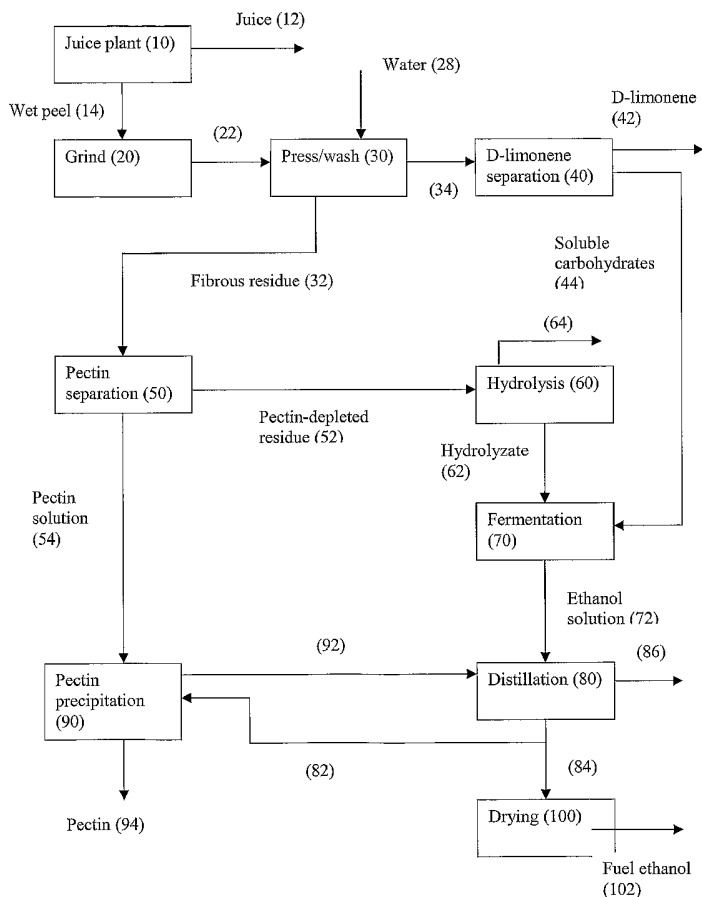 Juice (12)
Juice plant (10)
Water (28)
Wet peel (14)
D-limonene
(42)
(22)
Grind (20)
Press/wash (30)
(34)
D-limonene
separation (40)
Soluble
carbohydrates
(44)
Fibrous residue (32)
(64)
Pectin
separation (50)
Hydrolysis (60)
Pectin-depleted
residue (52)
Hydrolyzate
(62)
Pectin
solution
(54)
Fermentation
(70)
Ethanol
solution (72)
(92)
(86)
Pectin
precipitation
(90)
Distillation (80)
(82)
(84)
Pectin (94)
Drying (100)
Fuel ethanol
(102)